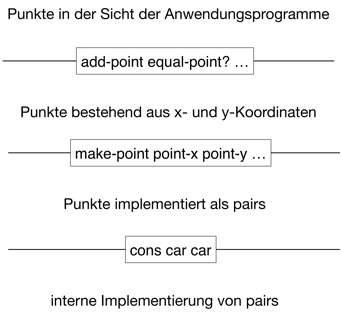 Punkte in der Sicht der Anwendungsprogramme
add-point equal-point? ...
Punkte bestehend aus x- und y-Koordinaten
make-point point-x point-y ...
Punkte implementiert als pairs
cons car car
interne Implementierung von pairs